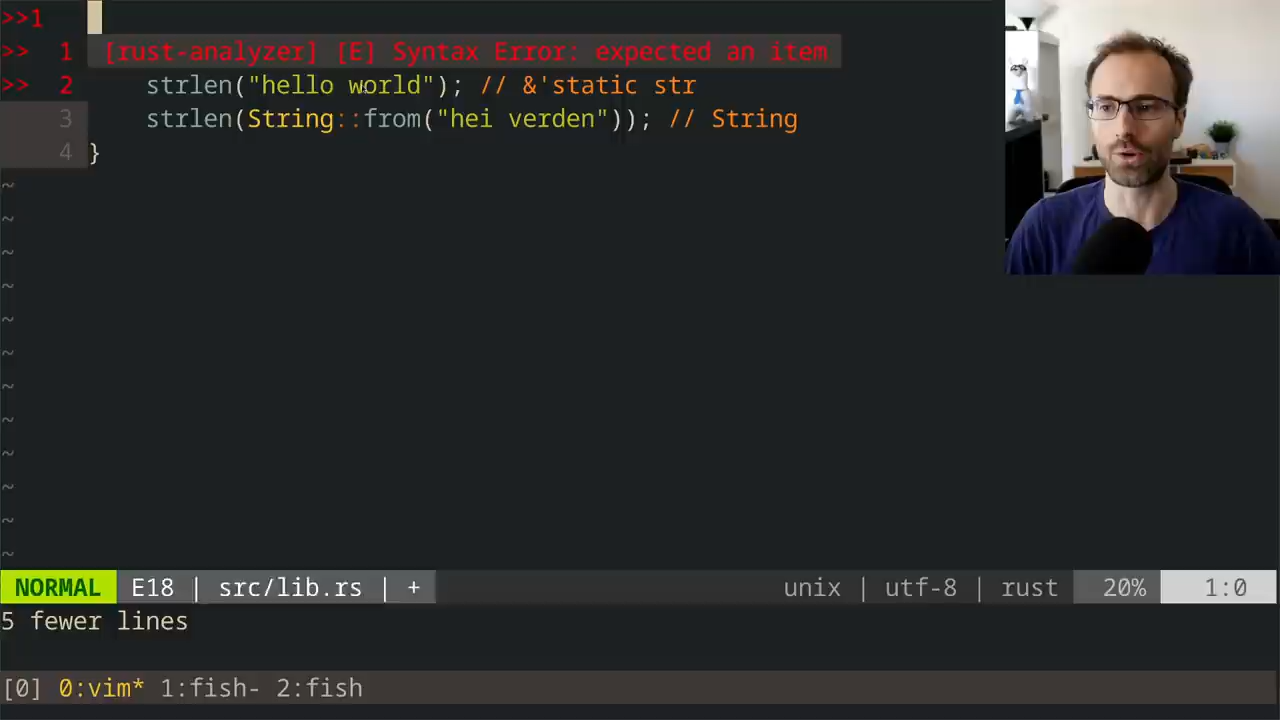 >>1
>> 1 [rust-analyzer] [E] Syntax Error: expected an item
>> 2 strlen("hello world"); // &'static str
3 strlen(String::from("hei verden")); // String
4 }
~
~
~
~
~
~
~
~
~
~
~
~
NORMAL E18 | src/lib.rs | + unix | utf-8 | rust 20% 1:0
5 fewer lines
[0] 0:vim* 1:fish- 2:fish